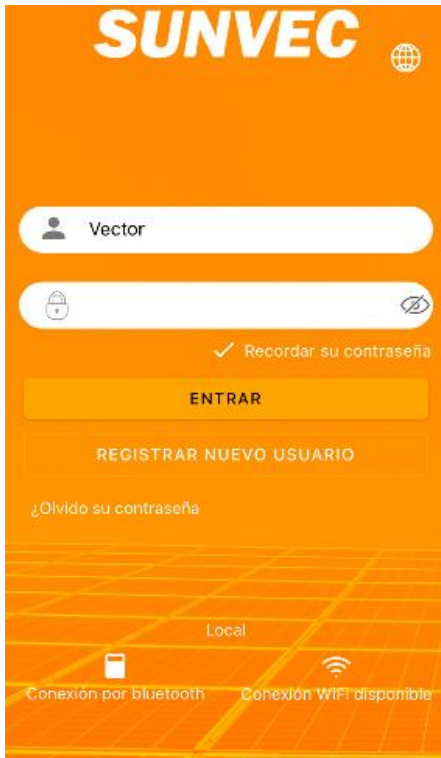 SUNVEC
Vector
Recordar su contraseña
ENTRAR
REGISTRAR NUEVO USUARIO
¿Olvido su contraseña
Local
Conexión por bluetooth
Conexión WiFi disponible